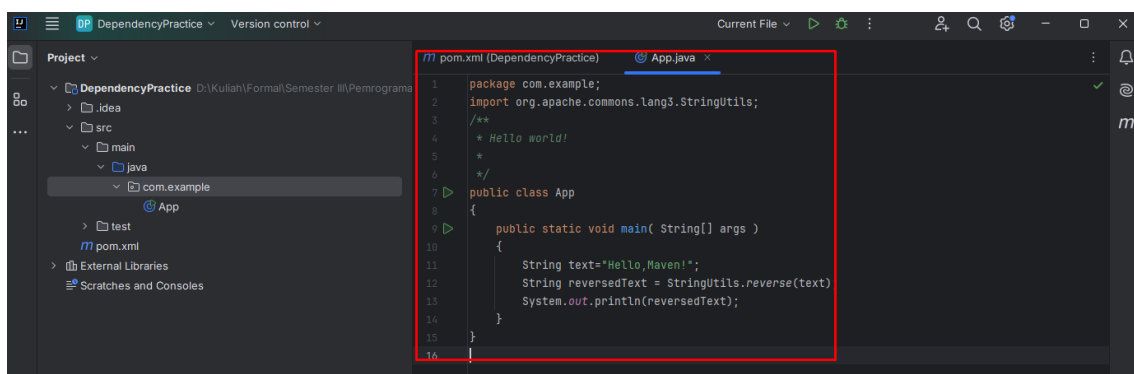 DP DependencyPractice Version control Current File
Project
pom.xml (DependencyPractice) App.java
DependencyPractice D:\Kuliah\Formal\Semester III\Pemrograma
.idea
src
main
java
com.example
App
test
m pom.xml
External Libraries
Scratches and Consoles
1 package com.example;
2 import org.apache.commons.lang3.StringUtils;
3 /**
4 * Hello world!
5 *
6 */
7 public class App
8 {
9 public static void main( String[] args )
10 {
11 String text="Hello,Maven!";
12 String reversedText = StringUtils.reverse(text)
13 System.out.println(reversedText);
14 }
15 }
16